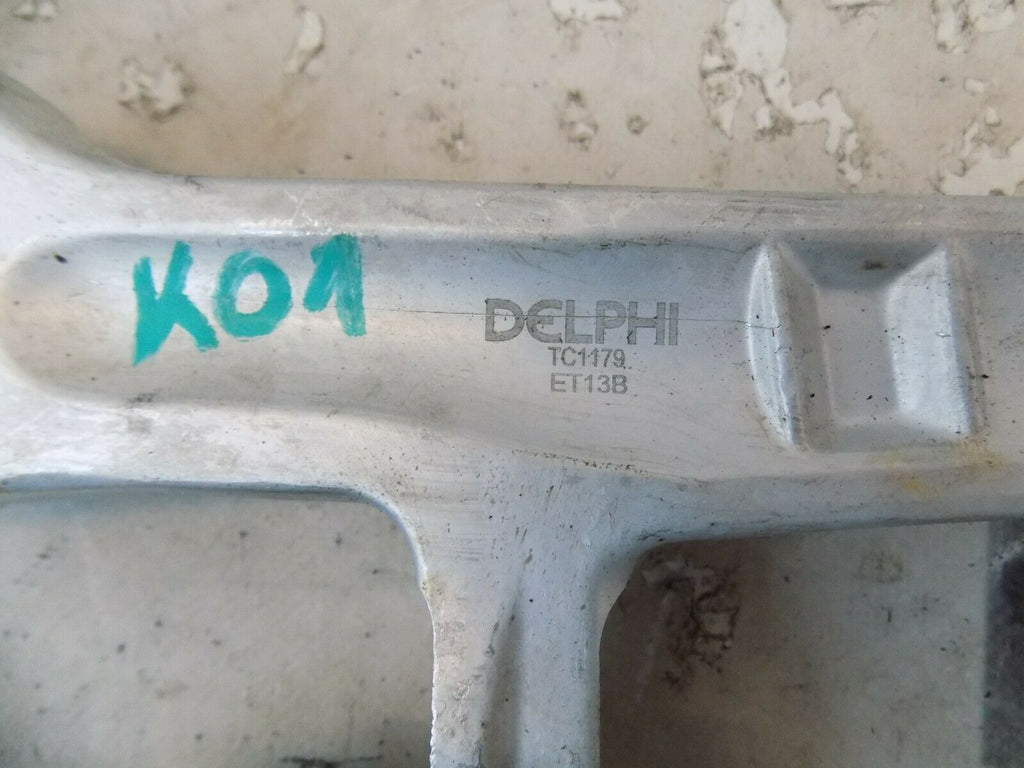 K01
DELPHI
TC1179
ET13B